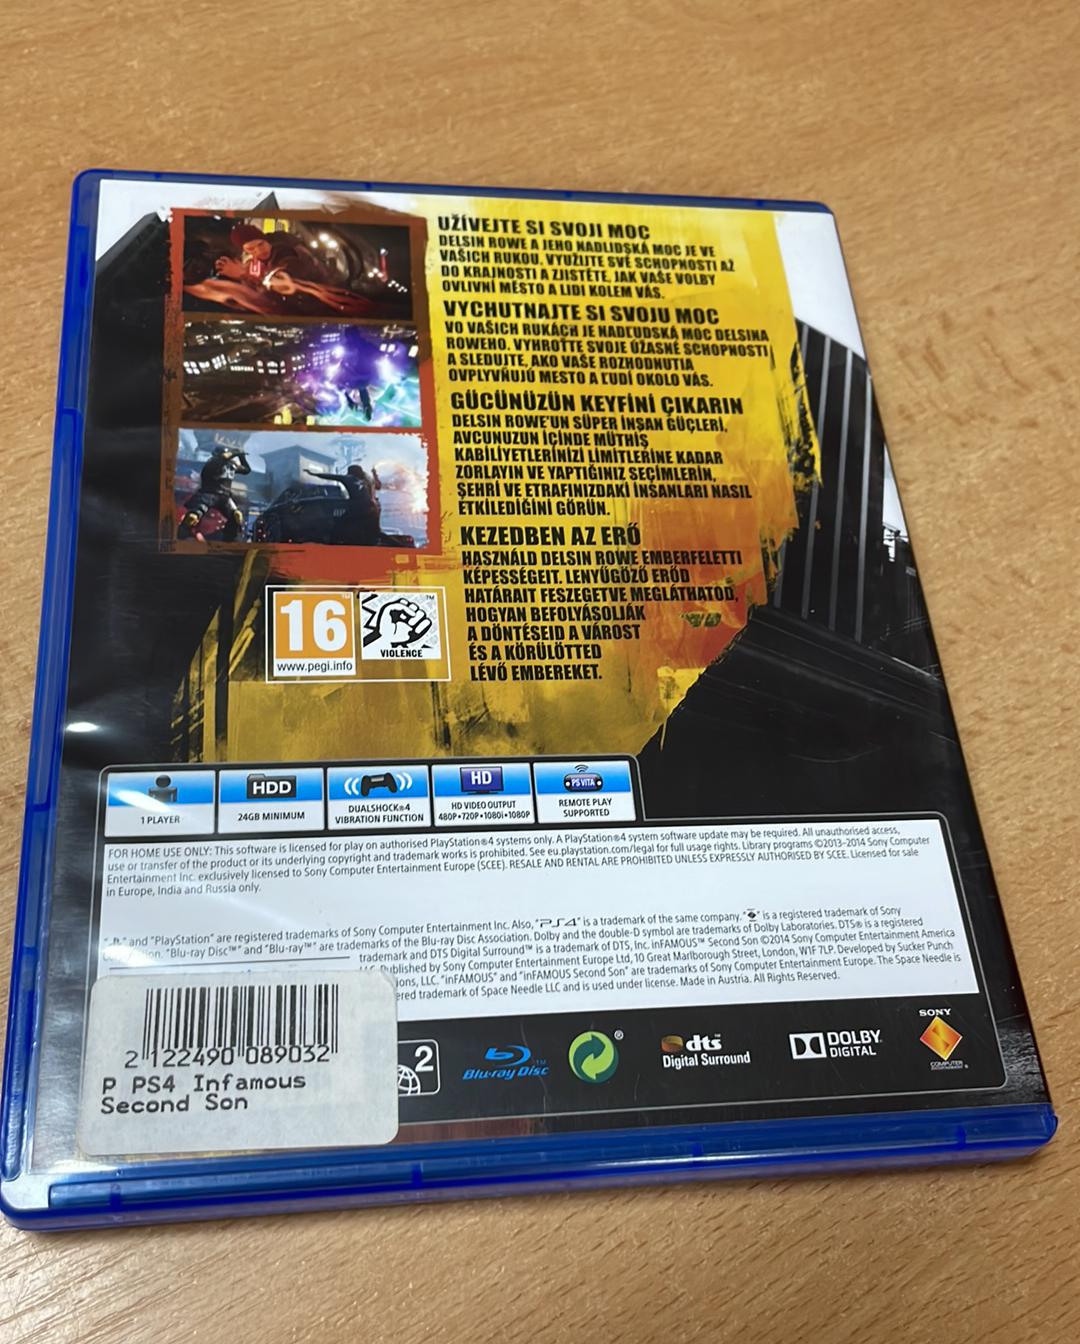 UŽÍVEJTE SI SVOJI MOC
DELSIN ROWE A JEHO NADLIDSKÁ MOC JE VE
VAŠICH RUKOU. VYUŽIJTE SVÉ SCHOPNOSTI AŽ
DO KRAJNOSTI A ZJISTĚTE, JAK VAŠE VOLBY
OVLIVNÍ MĚSTO A LIDI KOLEM VÁS.
VYCHUTNAJTE SI SVOJU MOC
VO VAŠICH RUKÁCH JE NADĽUDSKÁ MOC DELSINA
ROWEHO. VYHROŤTE SVOJE ÚŽASNÉ SCHOPNOSTI
A SLEDUJTE, AKO VAŠE ROZHODNUTIA
OVPLYVŇUJÚ MESTO A ĽUDÍ OKOLO VÁS.
GÜCÜNÜZÜN KEYFİNİ ÇIKARIN
DELSIN ROWE'UN SÜPER İNSAN GÜÇLERİ,
AVCUNUZUN İÇİNDE MÜTHİŞ
KABİLİYETLERİNİZİ LİMİTLERİNE KADAR
ZORLAYIN VE YAPTIĞINIZ SEÇİMLERİN,
ŞEHRİ VE ETRAFINIZDAKİ İNSANLARI NASIL
ETKİLEDİĞİNİ GÖRÜN.
KEZEDBEN AZ ERŐ
HASZNÁLD DELSIN ROWE EMBERFELETTI
KÉPESSÉGEIT. LENYŰGÖZŐ ERŐD
HATÁRAIT FESZEGETVE MEGLÁTHATOD,
HOGYAN BEFOLYÁSOLJÁK
A DÖNTÉSEID A VÁROST
ÉS A KÖRÜLÖTTED
LÉVŐ EMBEREKET.
16
www.pegi.info
VIOLENCE
1 PLAYER
HDD
24GB MINIMUM
DUALSHOCK®4
VIBRATION FUNCTION
HD
HD VIDEO OUTPUT
480P•720P•1080i•1080P
PS VITA
REMOTE PLAY
SUPPORTED
FOR HOME USE ONLY: This software is licensed for play on authorised PlayStation®4 systems only. A PlayStation®4 system software update may be required. All unauthorised access,
use or transfer of the product or its underlying copyright and trademark works is prohibited. See eu.playstation.com/legal for full usage rights. Library programs ©2013-2014 Sony Computer
Entertainment Inc. exclusively licensed to Sony Computer Entertainment Europe (SCEE). RESALE AND RENTAL ARE PROHIBITED UNLESS EXPRESSLY AUTHORISED BY SCEE. Licensed for sale
in Europe, India and Russia only.
and "PlayStation" are registered trademarks of Sony Computer Entertainment Inc. Also, "PS4" is a trademark of the same company. " " is a registered trademark of Sony
"Blu-ray Disc™" and "Blu-ray™" are trademarks of the Blu-ray Disc Association. Dolby and the double-D symbol are trademarks of Dolby Laboratories. DTS® is a registered
trademark and DTS Digital Surround™ is a trademark of DTS, Inc. inFAMOUS™ Second Son ©2014 Sony Computer Entertainment America
Published by Sony Computer Entertainment Europe Ltd, 10 Great Marlborough Street, London, W1F 7LP. Developed by Sucker Punch
LLC. "inFAMOUS" and "inFAMOUS Second Son" are trademarks of Sony Computer Entertainment Europe. The Space Needle is
trademark of Space Needle LLC and is used under license. Made in Austria. All Rights Reserved.
2 122490 089032
P PS4 Infamous
Second Son
2
Blu-ray Disc
dts
Digital Surround
DOLBY
DIGITAL
SONY
COMPUTER
ENTERTAINMENT